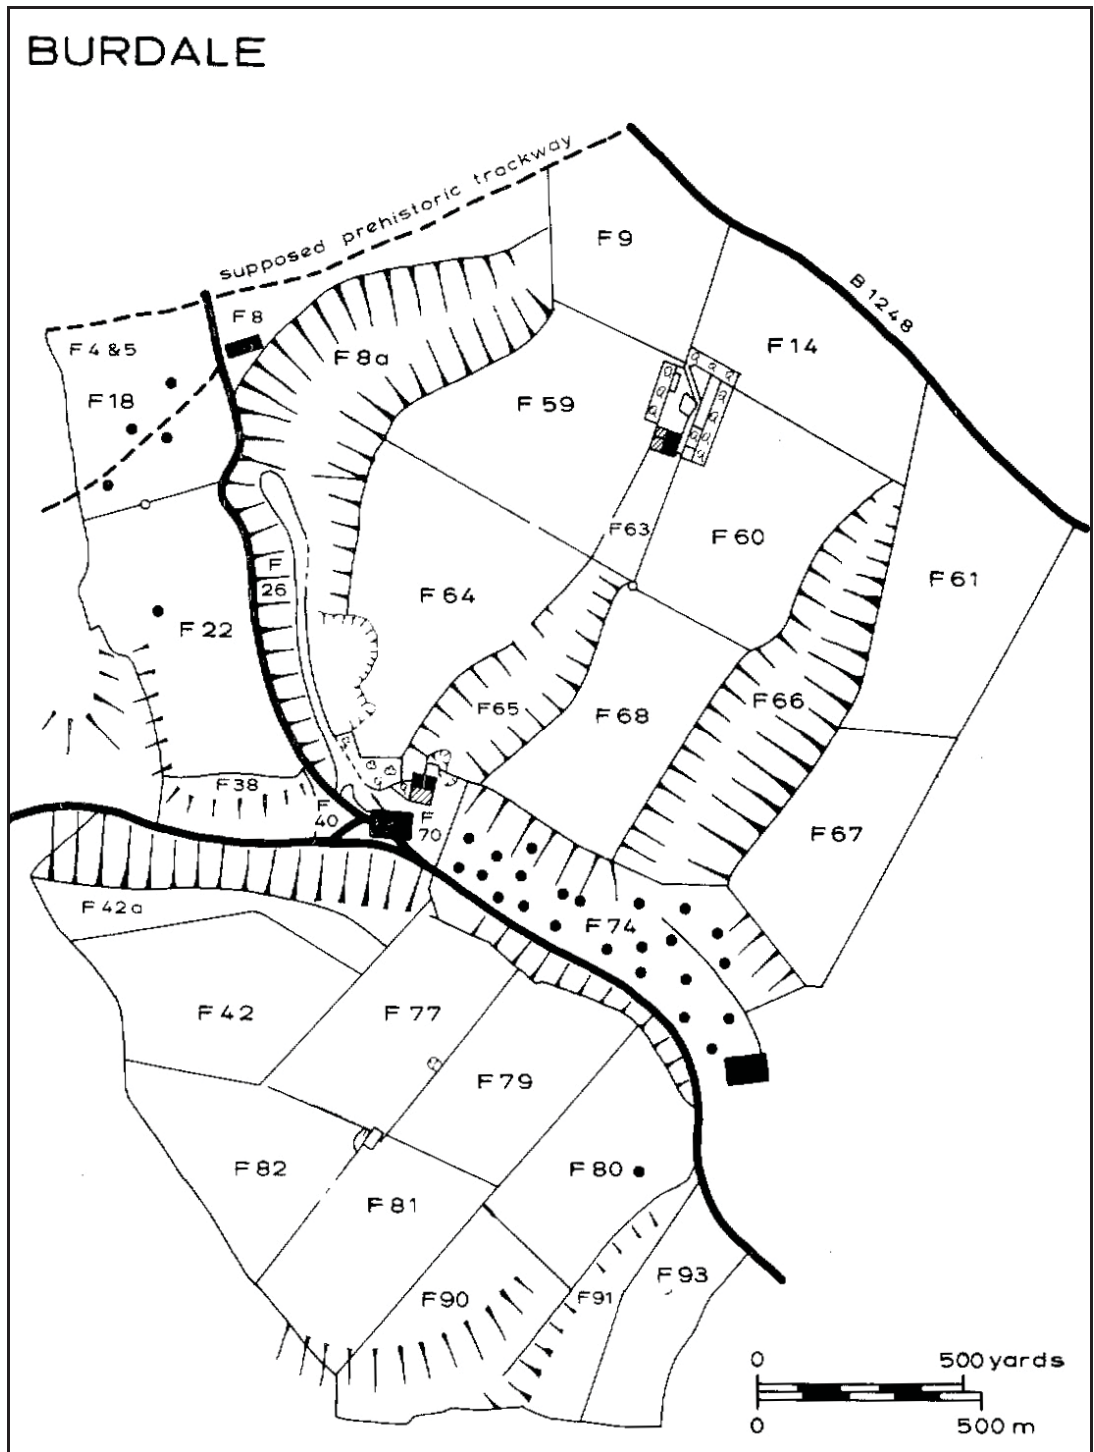 BURDALE
supposed prehistoric trackway
F9
F8
B1248
F4 & 5
F8a
F14
F18
F59
F63
F60
F
26
F64
F61
F22
F65
F66
F68
F38
F
40
F
70
F67
F42a
F74
F42
F77
F79
F82
F80
F81
F93
F90
F91
0 500 yards
0 500 m